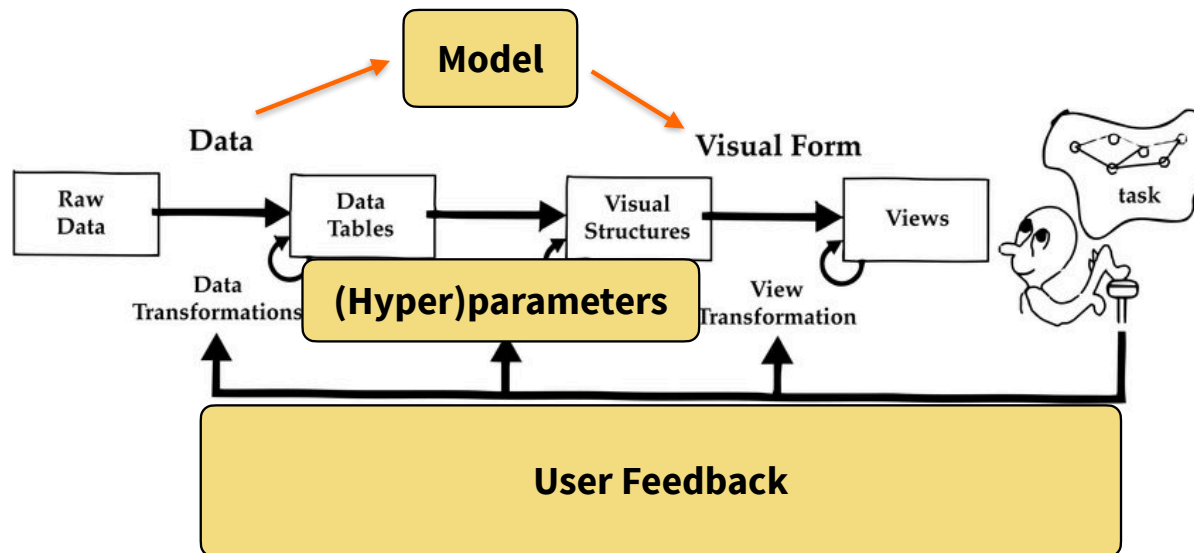 Model
Data
Visual Form
task
Raw
Data
Data
Tables
Visual
Structures
Views
Data
Transformations
(Hyper)parameters
View
Transformation
User Feedback